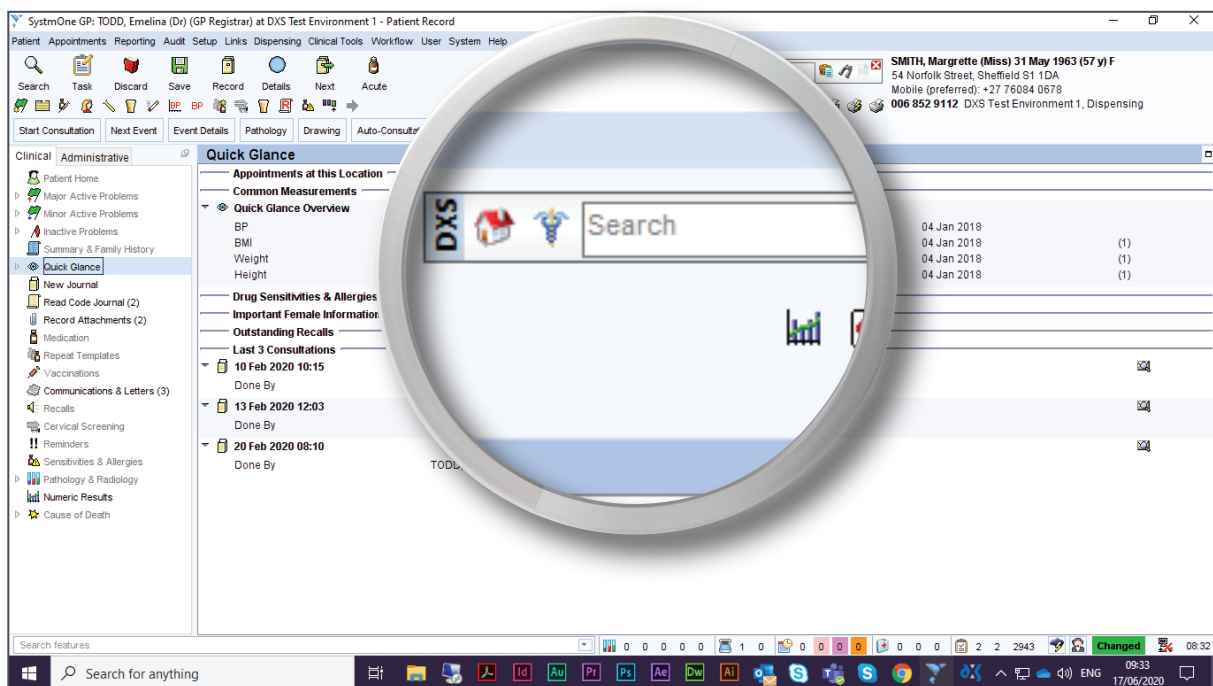 SystmOne GP: TODD, Emelina (Dr) (GP Registrar) at DXS Test Environment 1 - Patient Record
Patient Appointments Reporting Audit Setup Links Dispensing Clinical Tools Workflow User System Help
Search Task Discard Save Record Details Next Acute
SMITH, Margrette (Miss) 31 May 1963 (57 y) F
54 Norfolk Street, Sheffield S1 1DA
Mobile (preferred): +27 76084 0678
006 852 9112 DXS Test Environment 1, Dispensing
BP BP
Start Consultation Next Event Event Details Pathology Drawing Auto-Consultat
Clinical Administrative
Patient Home
Major Active Problems
Minor Active Problems
Inactive Problems
Summary & Family History
Quick Glance
New Journal
Read Code Journal (2)
Record Attachments (2)
Medication
Repeat Templates
Vaccinations
Communications & Letters (3)
Recalls
Cervical Screening
Reminders
Sensitivities & Allergies
Pathology & Radiology
Numeric Results
Cause of Death
Quick Glance
Appointments at this Location
Common Measurements
Quick Glance Overview
BP 04 Jan 2018
BMI 04 Jan 2018 (1)
Weight 04 Jan 2018 (1)
Height 04 Jan 2018 (1)
Drug Sensitivities & Allergies
Important Female Information
Outstanding Recalls
Last 3 Consultations
10 Feb 2020 10:15
Done By
13 Feb 2020 12:03
Done By
20 Feb 2020 08:10
Done By TODD,
DXS Search
Search features
0 0 0 0 0 1 0 0 0 0 0 0 0 0 2 2 2943 Changed 08:32
Search for anything
Id Au Pr Ps Ae Dw Ai ENG 09:33
17/06/2020